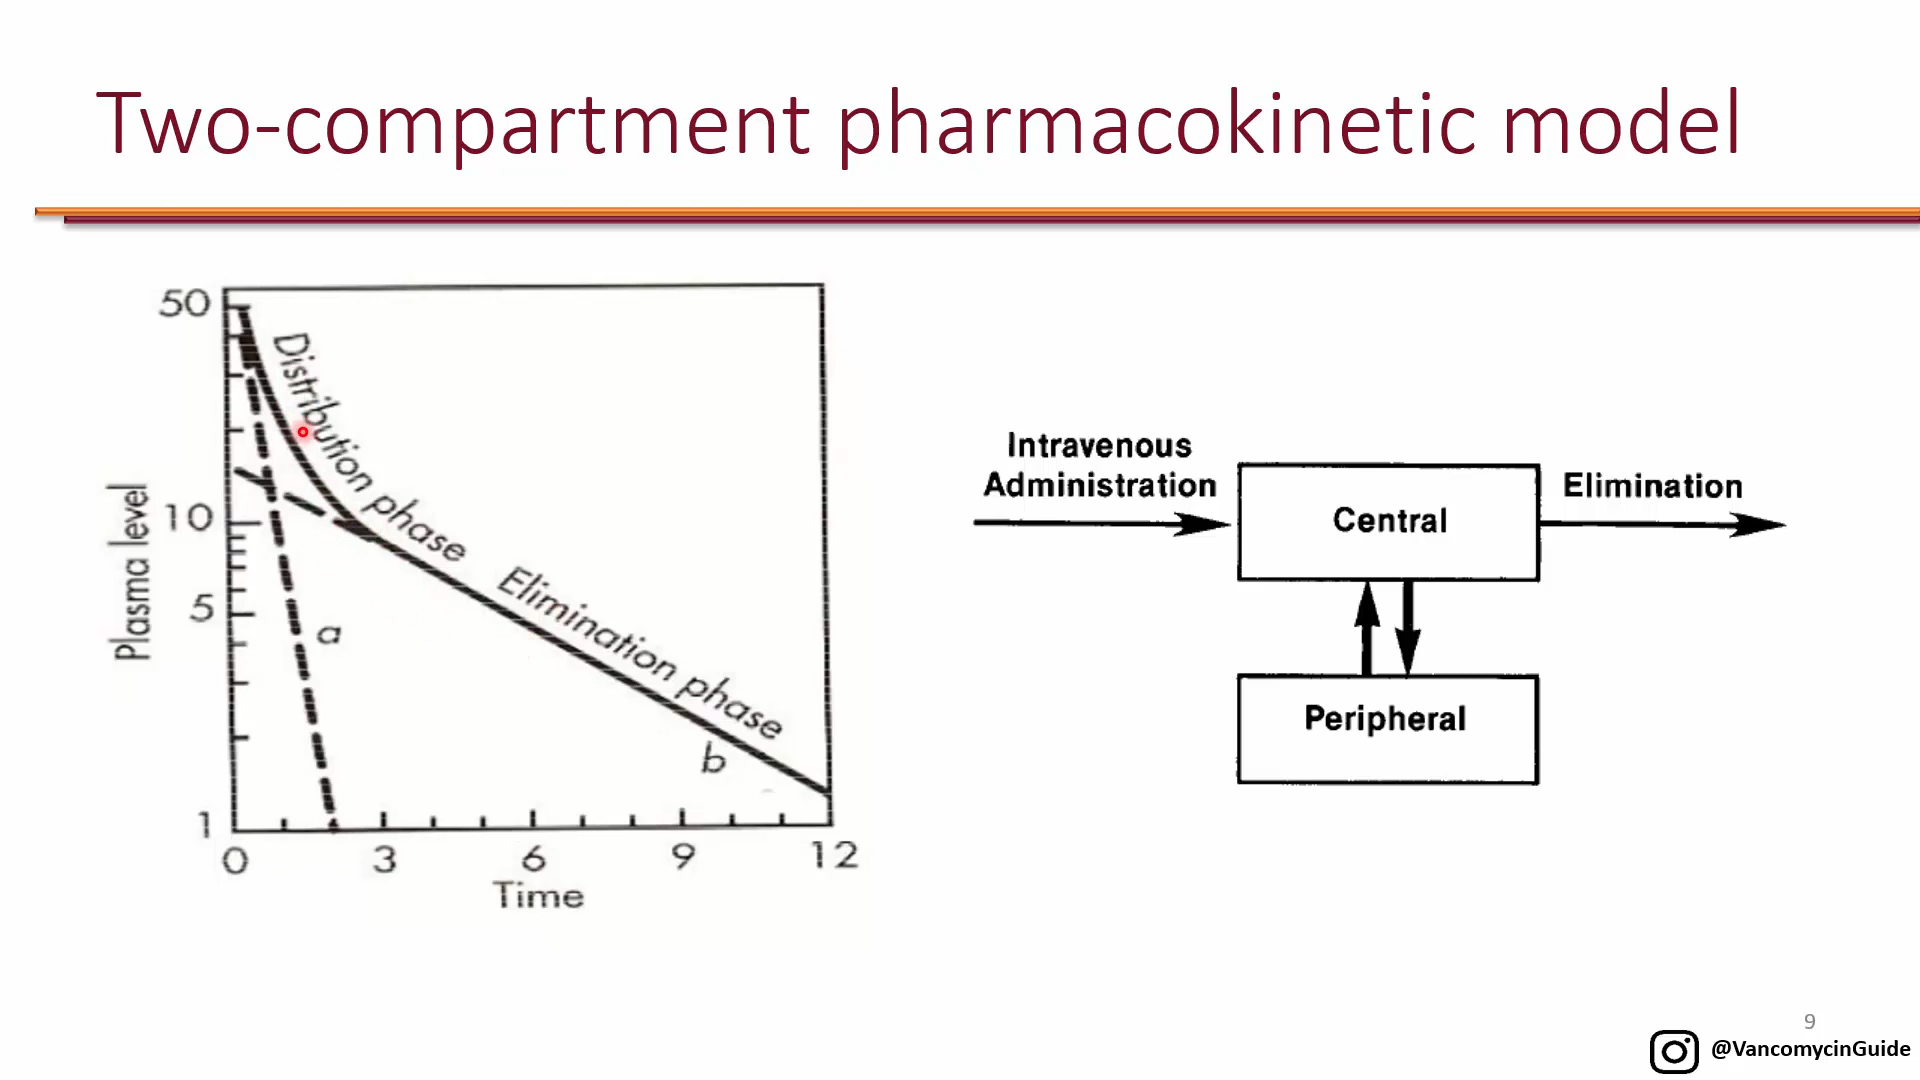 Two-compartment pharmacokinetic model
50
10
5
1
Plasma level
Distribution phase
Elimination phase
a
b
0 3 6 9 12
Time
Intravenous
Administration
Central
Elimination
Peripheral
9
@VancomycinGuide